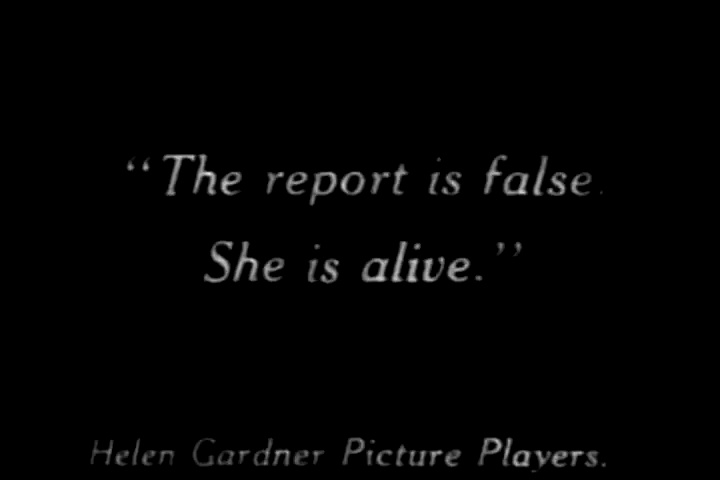 “The report is false.
She is alive.”
Helen Gardner Picture Players.